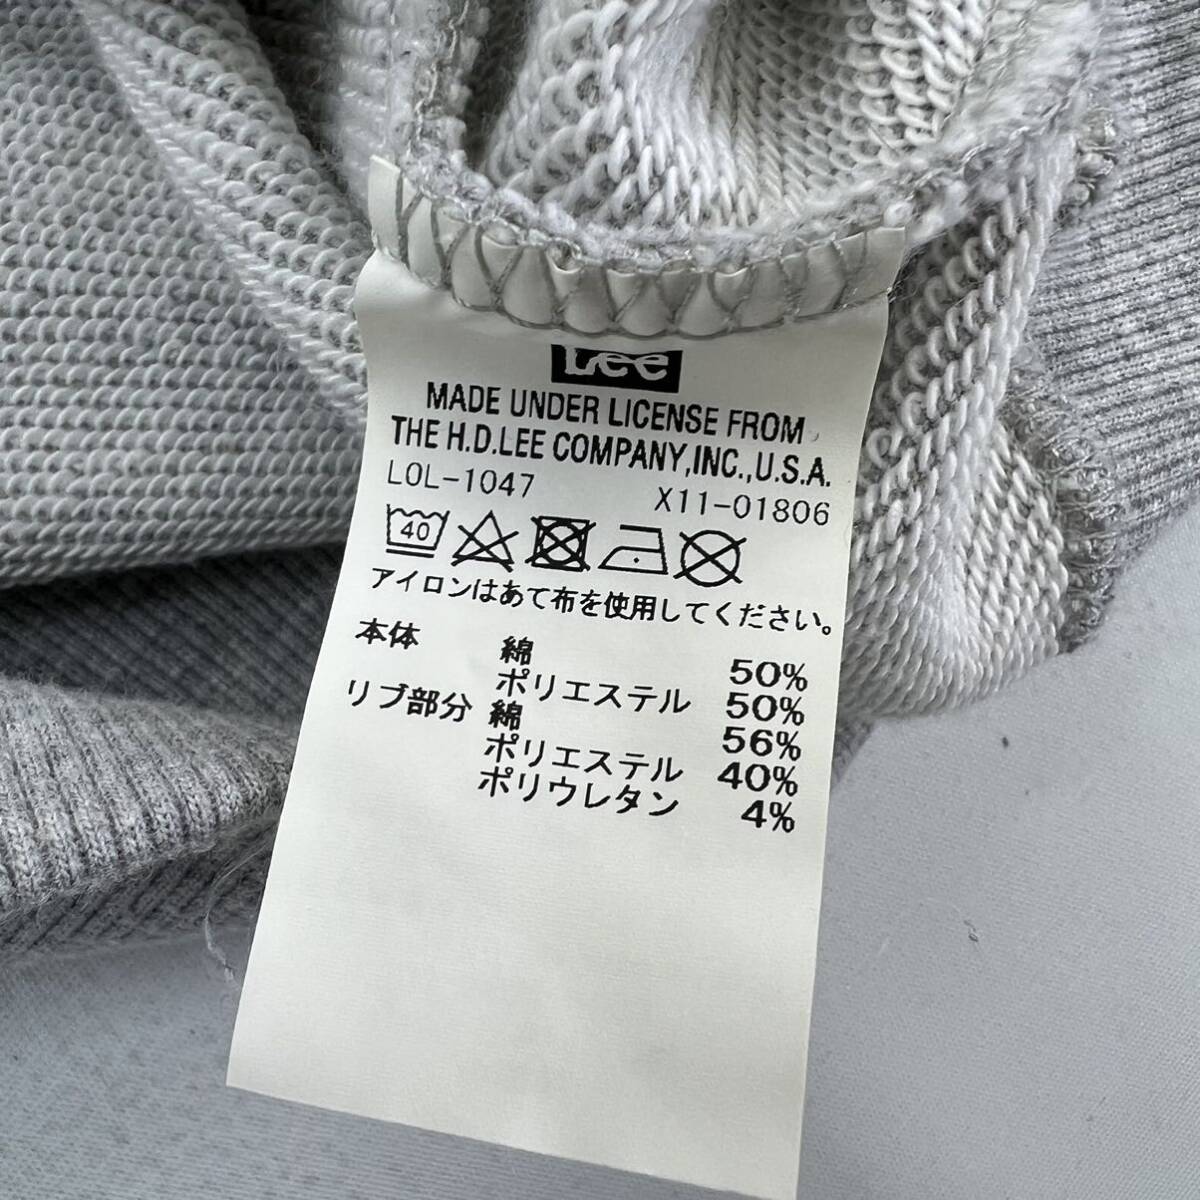 Lee
MADE UNDER LICENSE FROM
THE H.D.LEE COMPANY,INC.,U.S.A.
LOL-1047 X11-01806
40
アイロンはあて布を使用してください。
本体 綿 50%
ポリエステル 50%
リブ部分 綿 56%
ポリエステル 40%
ポリウレタン 4%